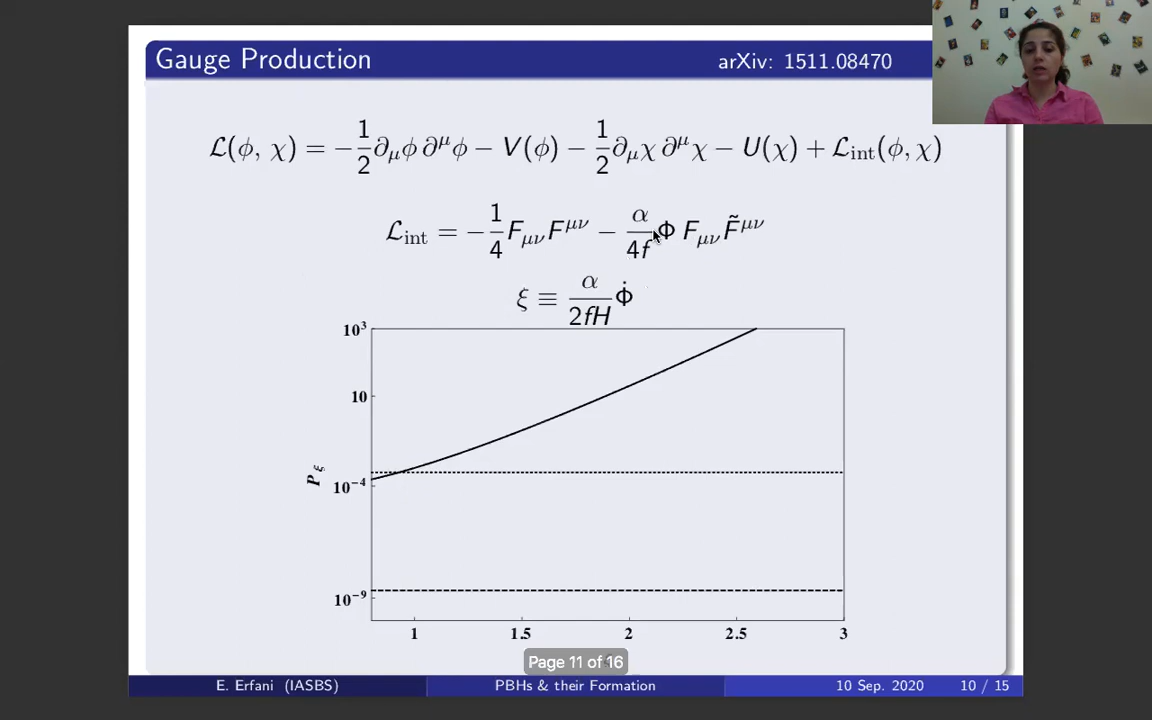 Gauge Production
arXiv: 1511.08470
ℒ(ϕ, χ) = −1/2 ∂_μϕ ∂^μϕ − V(ϕ) − 1/2 ∂_μχ ∂^μχ − U(χ) + ℒ_int(ϕ, χ)
ℒ_int = −1/4 F_μν F^μν − α/4f Φ F_μν F̃^μν
ξ ≡ α/2fH Φ̇
10^3
10
P_ξ
10^−4
10^−9
1 1.5 2 2.5 3
Page 11 of 16
E. Erfani (IASBS)
PBHs & their Formation
10 Sep. 2020
10 / 15